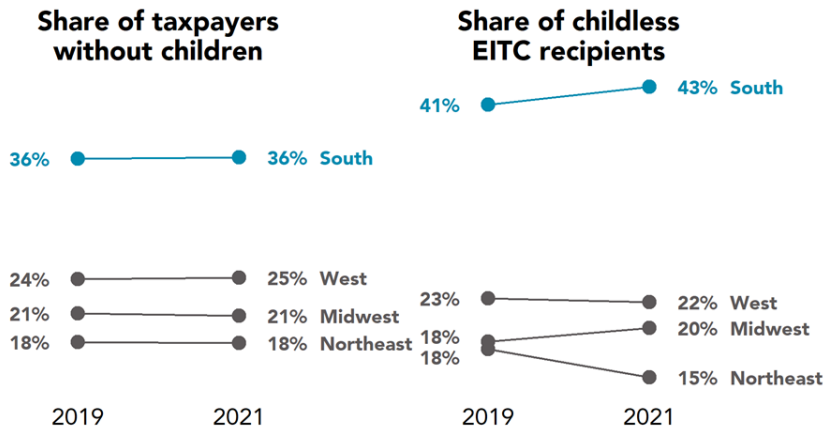 Share of taxpayers
without children
36%
36% South
24%
25% West
21%
21% Midwest
18%
18% Northeast
2019
2021
Share of childless
EITC recipients
41%
43% South
23%
22% West
18%
20% Midwest
18%
15% Northeast
2019
2021